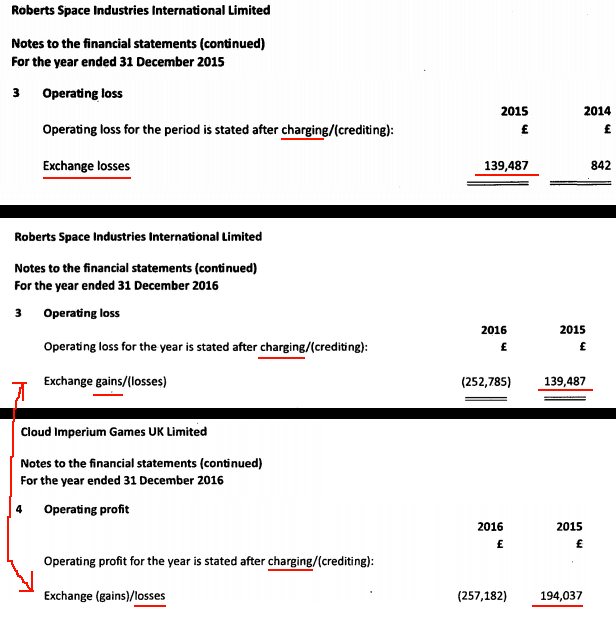 Roberts Space Industries International Limited
Notes to the financial statements (continued)
For the year ended 31 December 2015
3 Operating loss
2015 2014
Operating loss for the period is stated after charging/(crediting): £ £
Exchange losses 139,487 842
Roberts Space Industries International Limited
Notes to the financial statements (continued)
For the year ended 31 December 2016
3 Operating loss
2016 2015
Operating loss for the year is stated after charging/(crediting): £ £
Exchange gains/(losses) (252,785) 139,487
Cloud Imperium Games UK Limited
Notes to the financial statements (continued)
For the year ended 31 December 2016
4 Operating profit
2016 2015
£ £
Operating profit for the year is stated after charging/(crediting):
Exchange (gains)/losses (257,182) 194,037